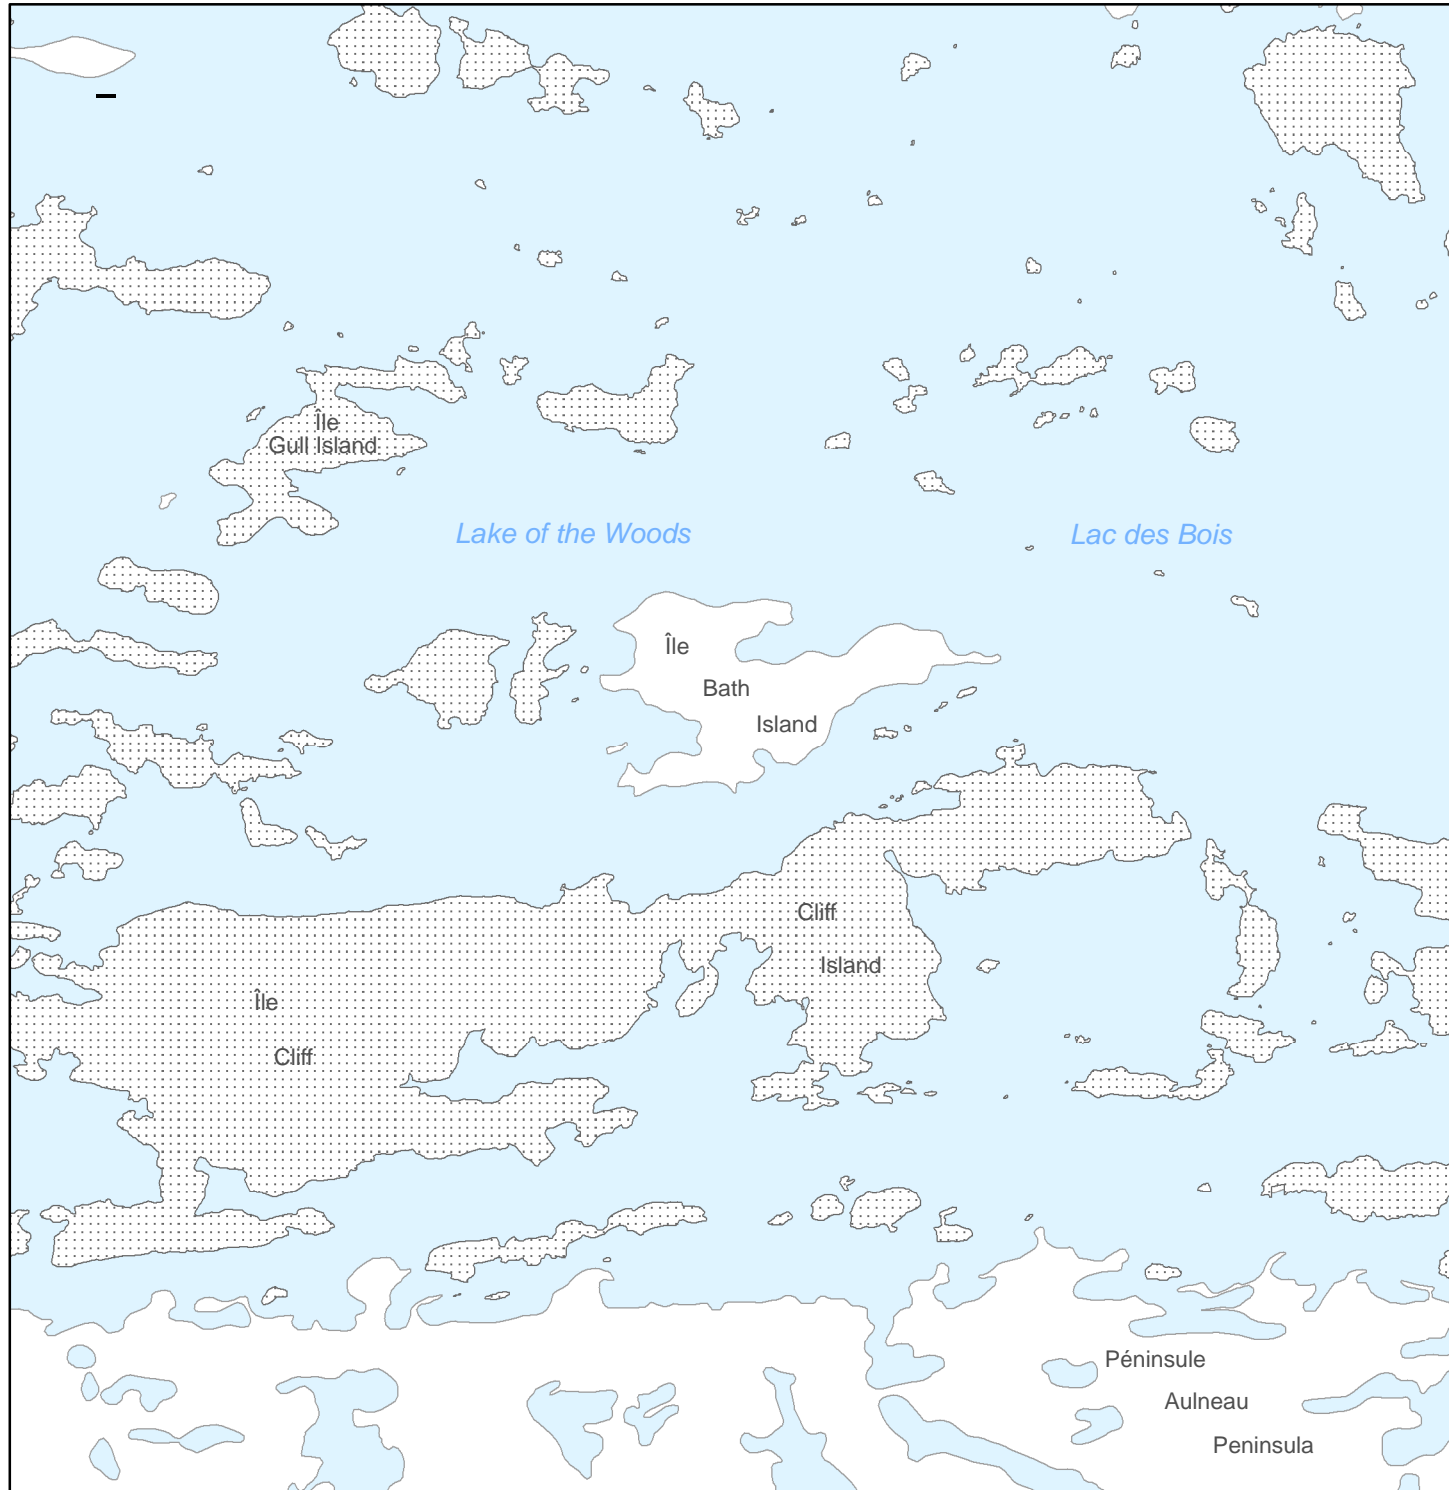 Île
Gull Island
Lake of the Woods
Lac des Bois
Île
Bath
Island
Cliff
Island
Île
Cliff
Péninsule
Aulneau
Peninsula